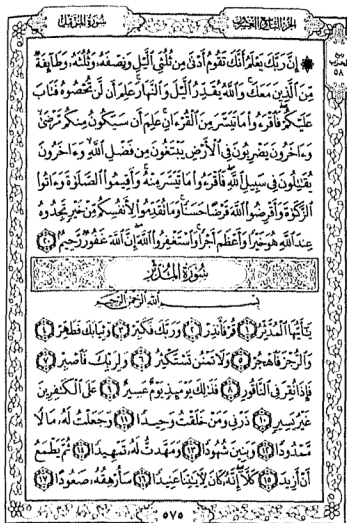 الجزء التاسع والعشرون
سورة المزمل
ربع
الحزب
٥٨
إِنَّ رَبَّكَ يَعْلَمُ أَنَّكَ تَقُومُ أَدْنَىٰ مِن ثُلُثَىِ ٱلَّيْلِ وَنِصْفَهُۥ وَثُلُثَهُۥ وَطَآئِفَةٌ
مِّنَ ٱلَّذِينَ مَعَكَ ۚ وَٱللَّهُ يُقَدِّرُ ٱلَّيْلَ وَٱلنَّهَارَ ۚ عَلِمَ أَن لَّن تُحْصُوهُ فَتَابَ
عَلَيْكُمْ ۖ فَٱقْرَءُوا۟ مَا تَيَسَّرَ مِنَ ٱلْقُرْءَانِ ۚ عَلِمَ أَن سَيَكُونُ مِنكُم مَّرْضَىٰ ۙ
وَءَاخَرُونَ يَضْرِبُونَ فِى ٱلْأَرْضِ يَبْتَغُونَ مِن فَضْلِ ٱللَّهِ ۙ وَءَاخَرُونَ
يُقَـٰتِلُونَ فِى سَبِيلِ ٱللَّهِ ۖ فَٱقْرَءُوا۟ مَا تَيَسَّرَ مِنْهُ ۚ وَأَقِيمُوا۟ ٱلصَّلَوٰةَ وَءَاتُوا۟
ٱلزَّكَوٰةَ وَأَقْرِضُوا۟ ٱللَّهَ قَرْضًا حَسَنًا ۚ وَمَا تُقَدِّمُوا۟ لِأَنفُسِكُم مِّنْ خَيْرٍ تَجِدُوهُ
عِندَ ٱللَّهِ هُوَ خَيْرًا وَأَعْظَمَ أَجْرًا ۚ وَٱسْتَغْفِرُوا۟ ٱللَّهَ ۖ إِنَّ ٱللَّهَ غَفُورٌ رَّحِيمٌۢ ٢٠
سُورَةُ المُدَّثِّرِ
بِسْمِ ٱللَّهِ ٱلرَّحْمَـٰنِ ٱلرَّحِيمِ
يَـٰٓأَيُّهَا ٱلْمُدَّثِّرُ ١ قُمْ فَأَنذِرْ ٢ وَرَبَّكَ فَكَبِّرْ ٣ وَثِيَابَكَ فَطَهِّرْ ٤
وَٱلرُّجْزَ فَٱهْجُرْ ٥ وَلَا تَمْنُن تَسْتَكْثِرُ ٦ وَلِرَبِّكَ فَٱصْبِرْ ٧
فَإِذَا نُقِرَ فِى ٱلنَّاقُورِ ٨ فَذَٰلِكَ يَوْمَئِذٍ يَوْمٌ عَسِيرٌ ٩ عَلَى ٱلْكَـٰفِرِينَ
غَيْرُ يَسِيرٍ ١٠ ذَرْنِى وَمَنْ خَلَقْتُ وَحِيدًا ١١ وَجَعَلْتُ لَهُۥ مَالًا
مَّمْدُودًا ١٢ وَبَنِينَ شُهُودًا ١٣ وَمَهَّدتُّ لَهُۥ تَمْهِيدًا ١٤ ثُمَّ يَطْمَعُ
أَنْ أَزِيدَ ١٥ كَلَّآ ۖ إِنَّهُۥ كَانَ لِـَٔايَـٰتِنَا عَنِيدًا ١٦ سَأُرْهِقُهُۥ صَعُودًا ١٧
٥٧٥